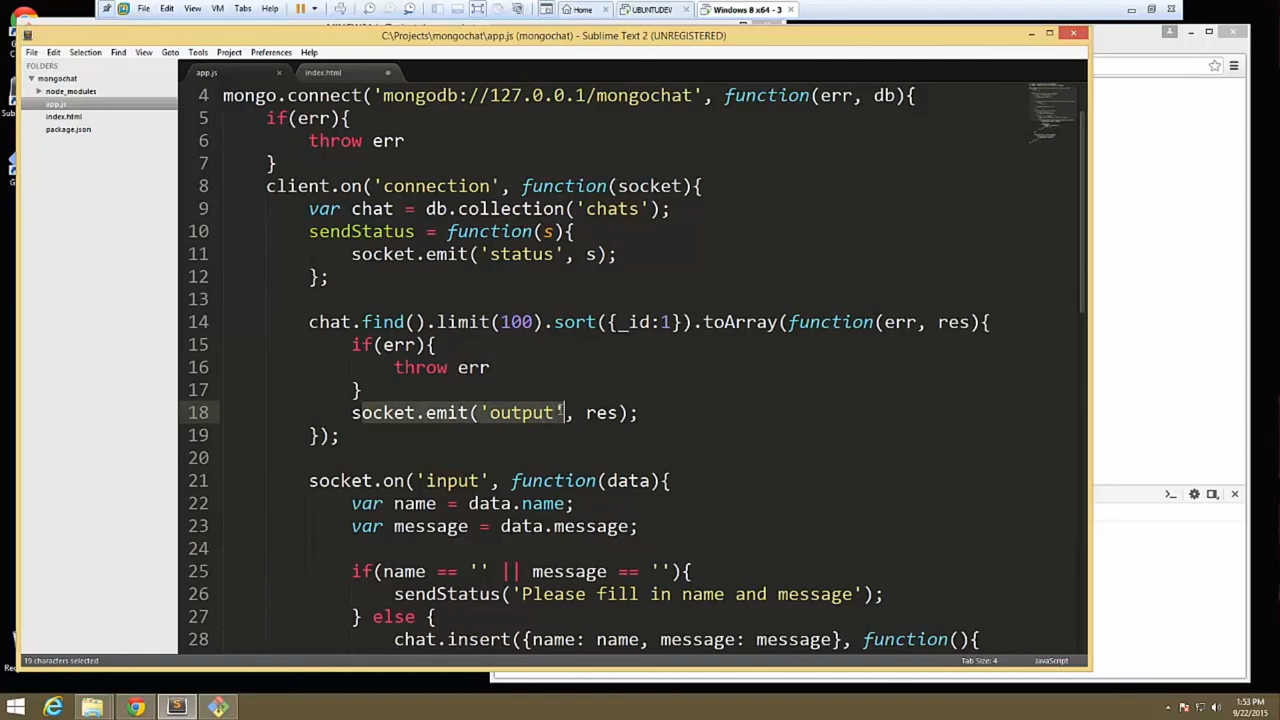 File Edit View VM Tabs Help
Home
UBUNTUDEV
Windows 8 x64 - 3
C:\Projects\mongochat\app.js (mongochat) - Sublime Text 2 (UNREGISTERED)
File Edit Selection Find View Goto Tools Project Preferences Help
FOLDERS
mongochat
node_modules
app.js
index.html
package.json
app.js
index.html
4 mongo.connect('mongodb://127.0.0.1/mongochat', function(err, db){
5 if(err){
6 throw err
7 }
8 client.on('connection', function(socket){
9 var chat = db.collection('chats');
10 sendStatus = function(s){
11 socket.emit('status', s);
12 };
13
14 chat.find().limit(100).sort({_id:1}).toArray(function(err, res){
15 if(err){
16 throw err
17 }
18 socket.emit('output', res);
19 });
20
21 socket.on('input', function(data){
22 var name = data.name;
23 var message = data.message;
24
25 if(name == '' || message == ''){
26 sendStatus('Please fill in name and message');
27 } else {
28 chat.insert({name: name, message: message}, function(){
19 characters selected
Tab Size: 4
JavaScript
1:53 PM
9/22/2015